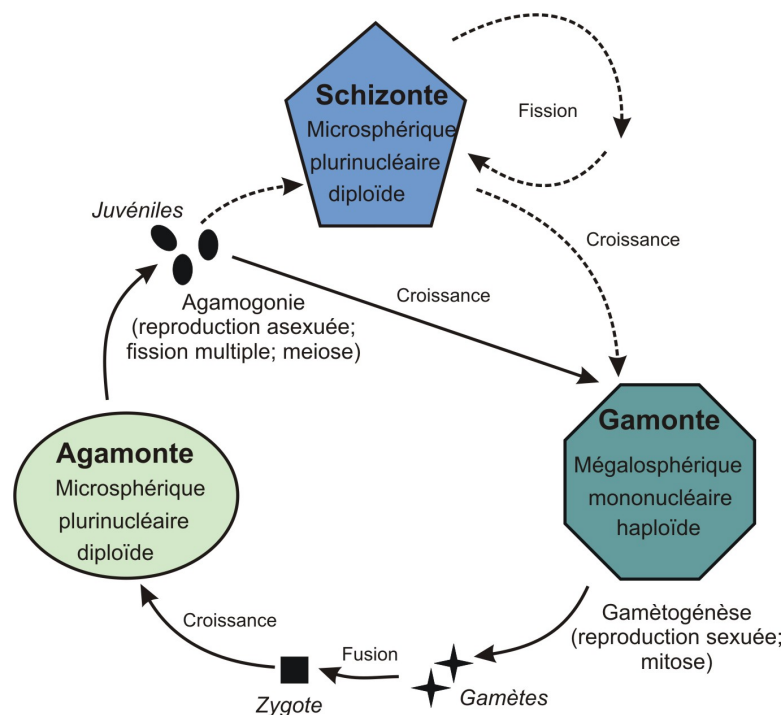 Schizonte
Microsphérique
plurinucléaire
diploïde
Fission
Juvéniles
Croissance
Croissance
Agamogonie
(reproduction asexuée;
fission multiple; meiose)
Gamonte
Mégalosphérique
mononucléaire
haploïde
Agamonte
Microsphérique
plurinucléaire
diploïde
Gamètogénèse
(reproduction sexuée;
mitose)
Croissance
Fusion
Zygote
Gamètes